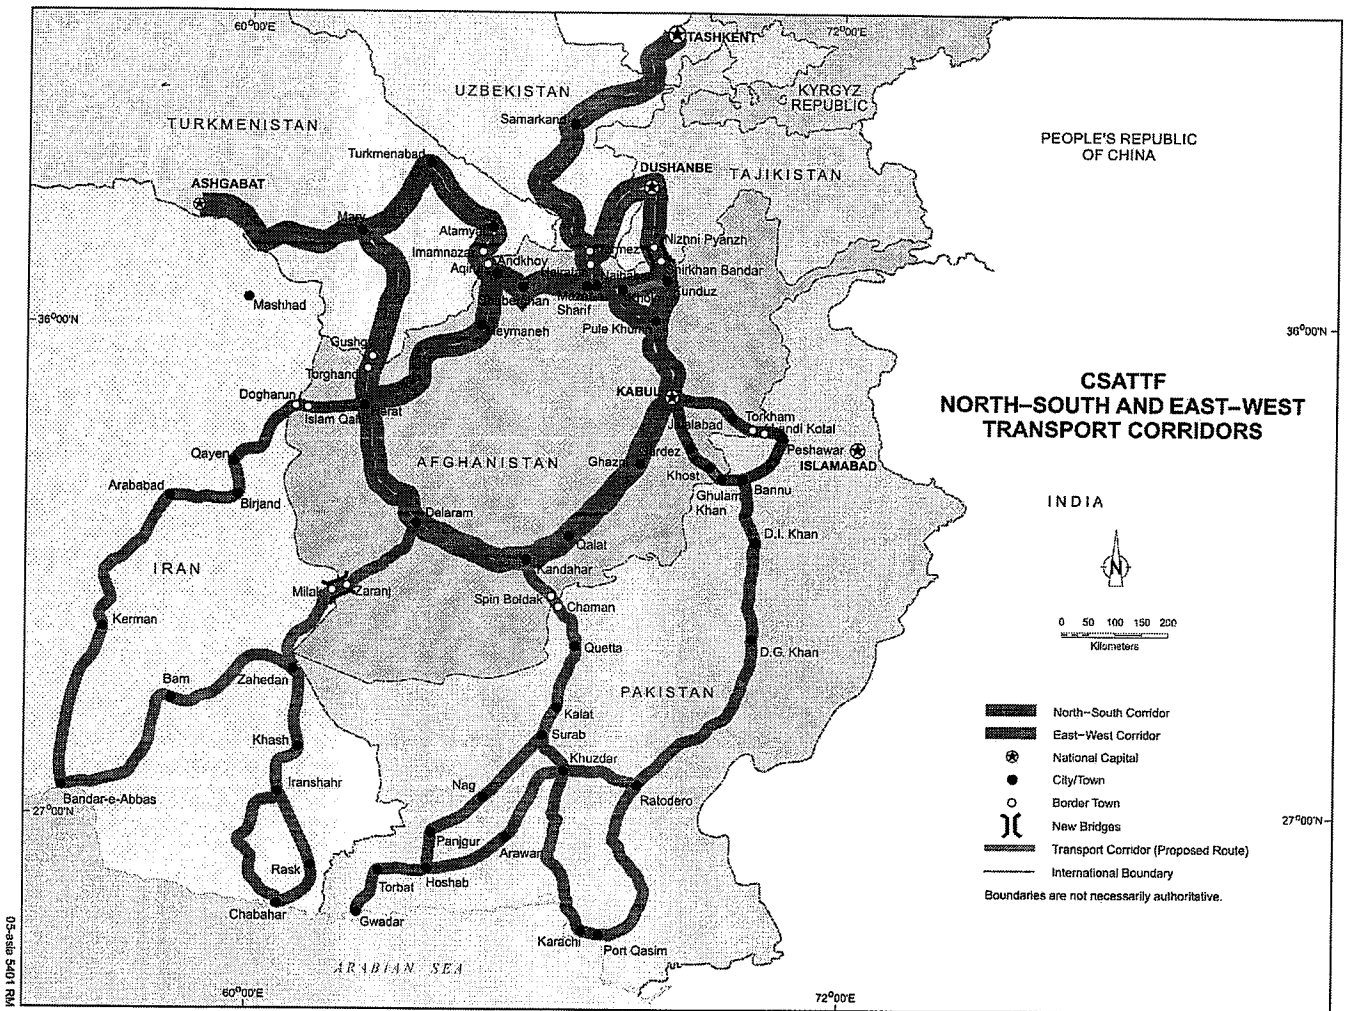 60°00'E
72°00'E
TASHKENT
UZBEKISTAN
KYRGYZ
REPUBLIC
TURKMENISTAN
Samarkand
PEOPLE'S REPUBLIC
OF CHINA
Turkmenabad
DUSHANBE
TAJIKISTAN
ASHGABAT
Mary
Nizhni Pyanzh
Imamnazar
Andkhoy
Shirkhan Bandar
Kunduz
Mashhad
Sharif
36°00'N
36°00'N
Torghand
Dogharun
KABUL
Islam Qal
CSATTF
NORTH–SOUTH AND EAST–WEST
TRANSPORT CORRIDORS
Torkham
Jalalabad
Peshawar
ISLAMABAD
Qayen
AFGHANISTAN
Ghazni
Khost
Arababad
Birjand
Ghulam
Khan
Bannu
INDIA
Delaram
D.I. Khan
Qalat
N
IRAN
Kandahar
Milak
Zaranj
Spin Boldak
Chaman
Kerman
0 50 100 150 200
Kilometers
Quetta
D.G. Khan
Bam
Zahedan
PAKISTAN
Kalat
North–South Corridor
Surab
East–West Corridor
Khash
Khuzdar
National Capital
Iranshahr
City/Town
Nag
Bandar-e-Abbas
Ratodero
Border Town
27°00'N
27°00'N
New Bridges
Panjgur
Transport Corridor (Proposed Route)
Arawan
Rask
Hoshab
Torbat
International Boundary
Chabahar
Gwadar
Boundaries are not necessarily authoritative.
Karachi
Port Qasim
ARABIAN SEA
60°00'E
72°00'E
05-asia 5401 RM